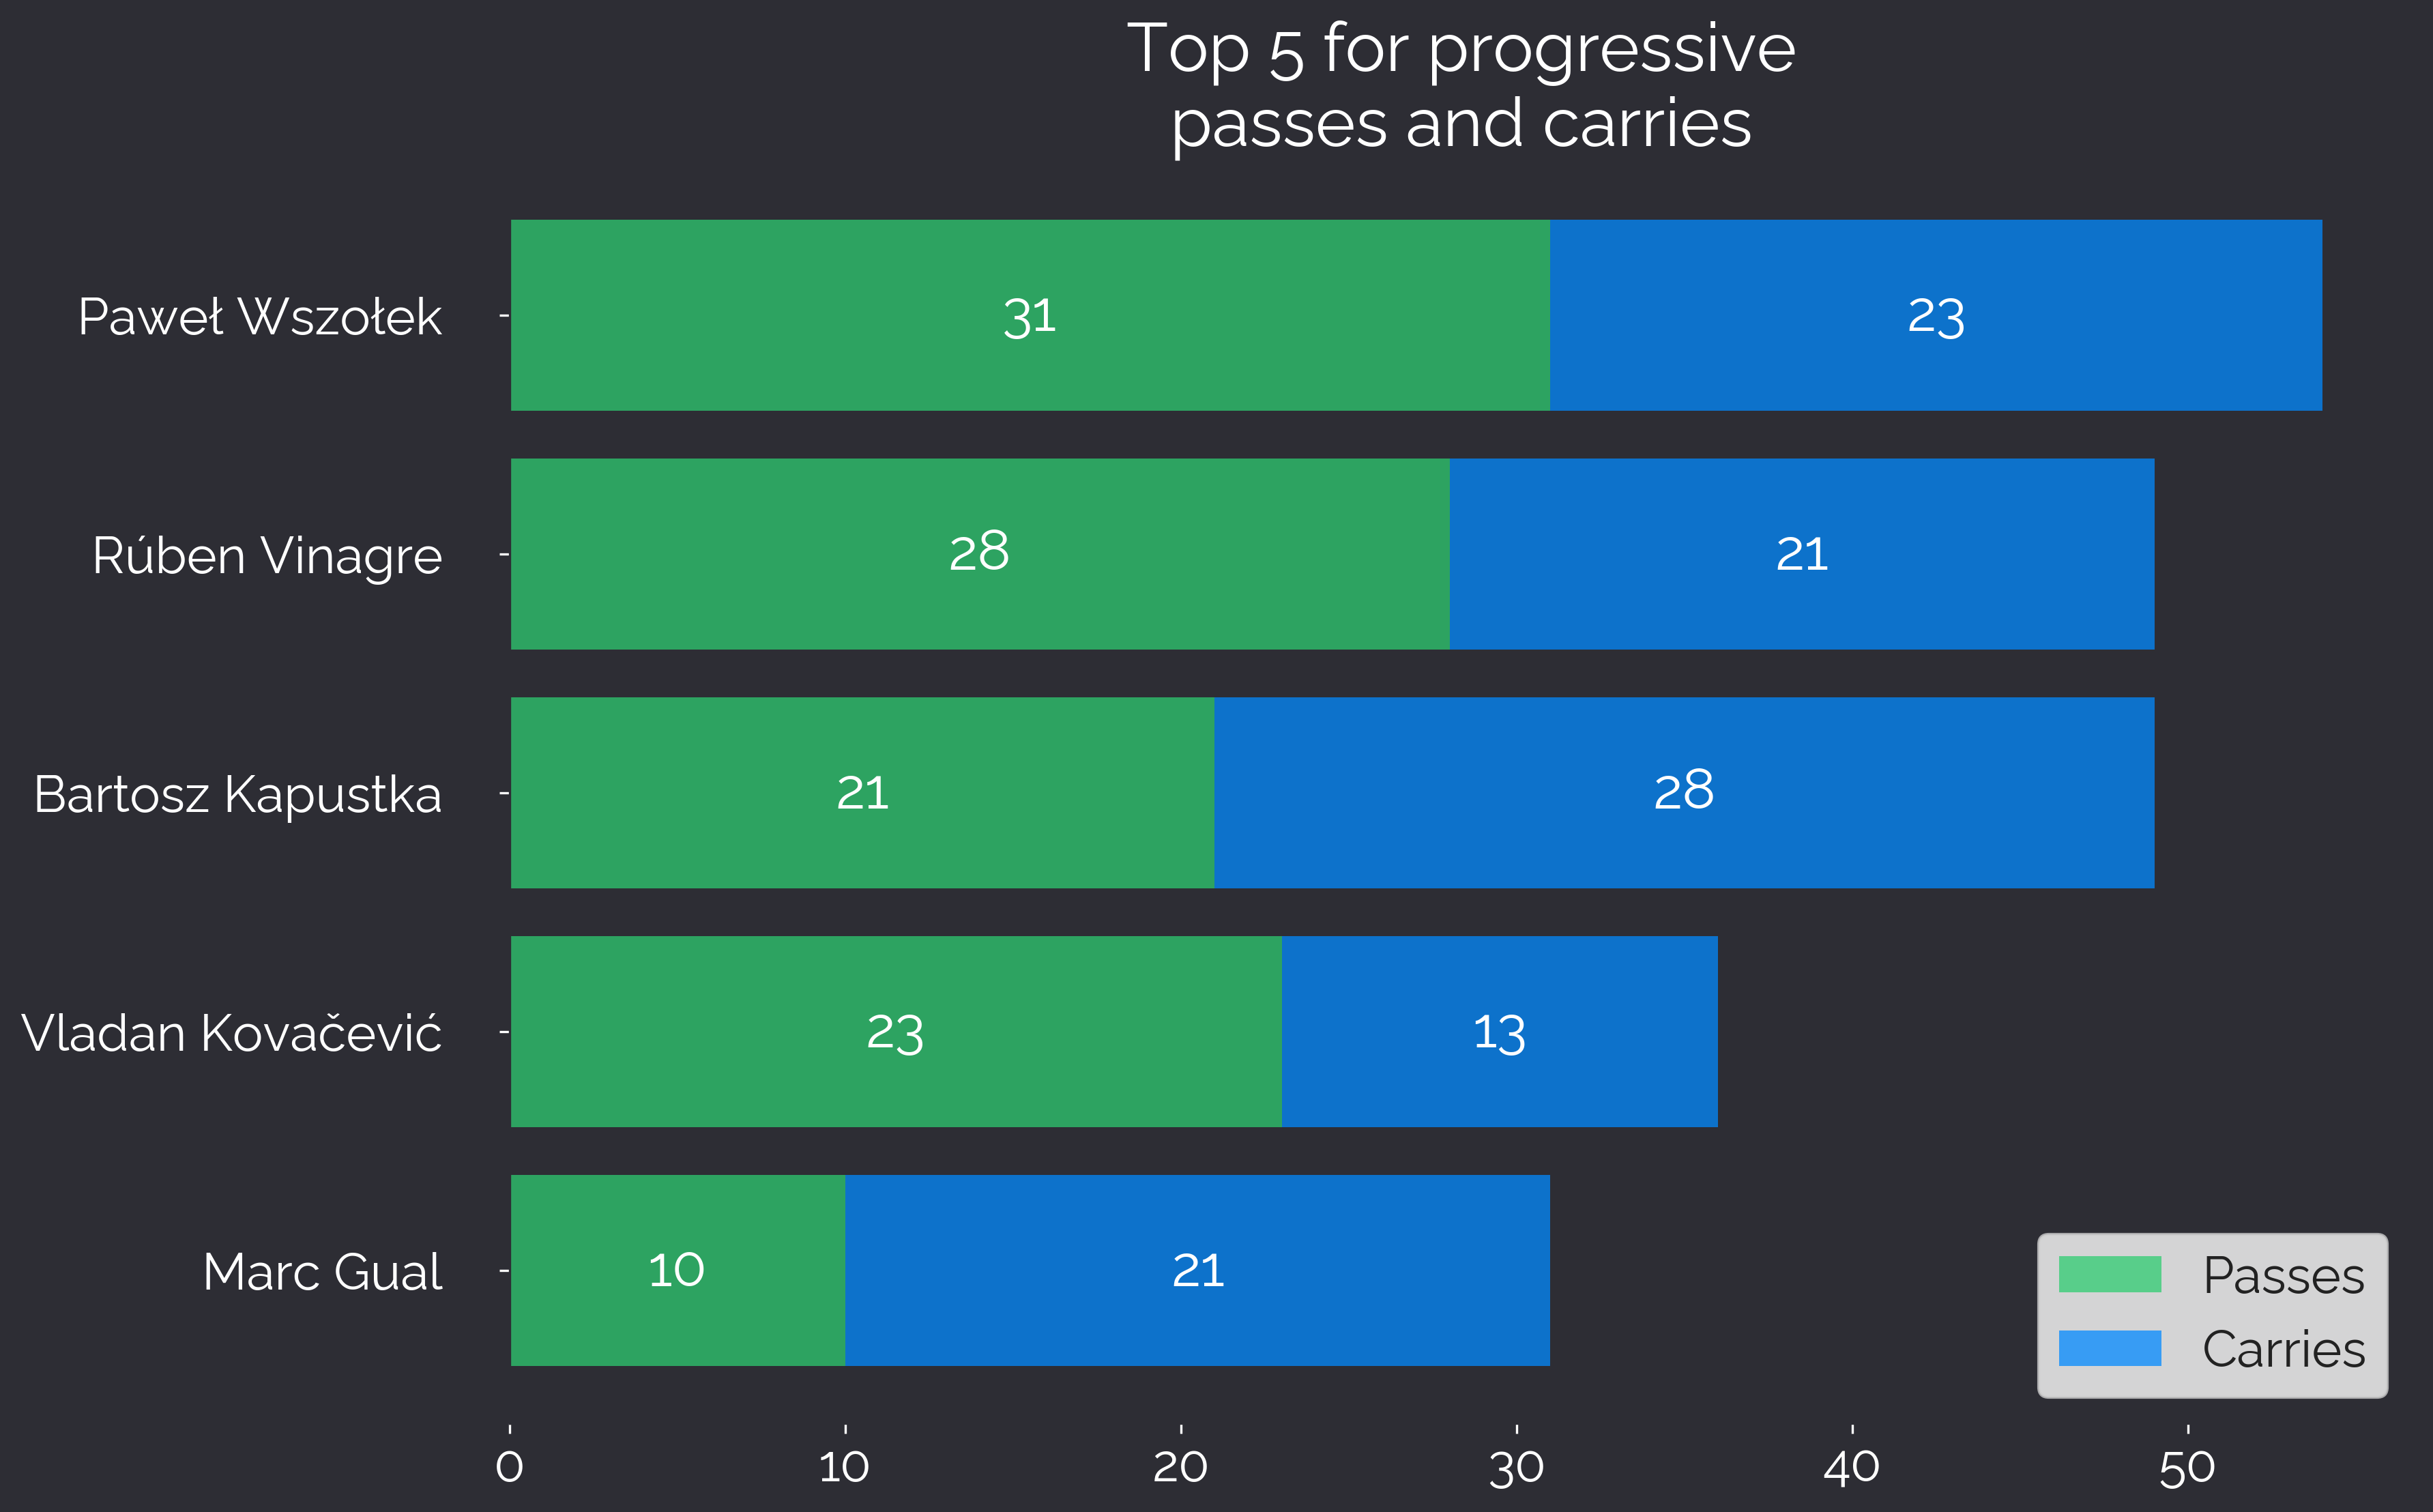 Top 5 for progressive
passes and carries
Paweł Wszołek
31
23
Rúben Vinagre
28
21
Bartosz Kapustka
21
28
Vladan Kovačević
23
13
Marc Gual
10
21
Passes
Carries
0 10 20 30 40 50